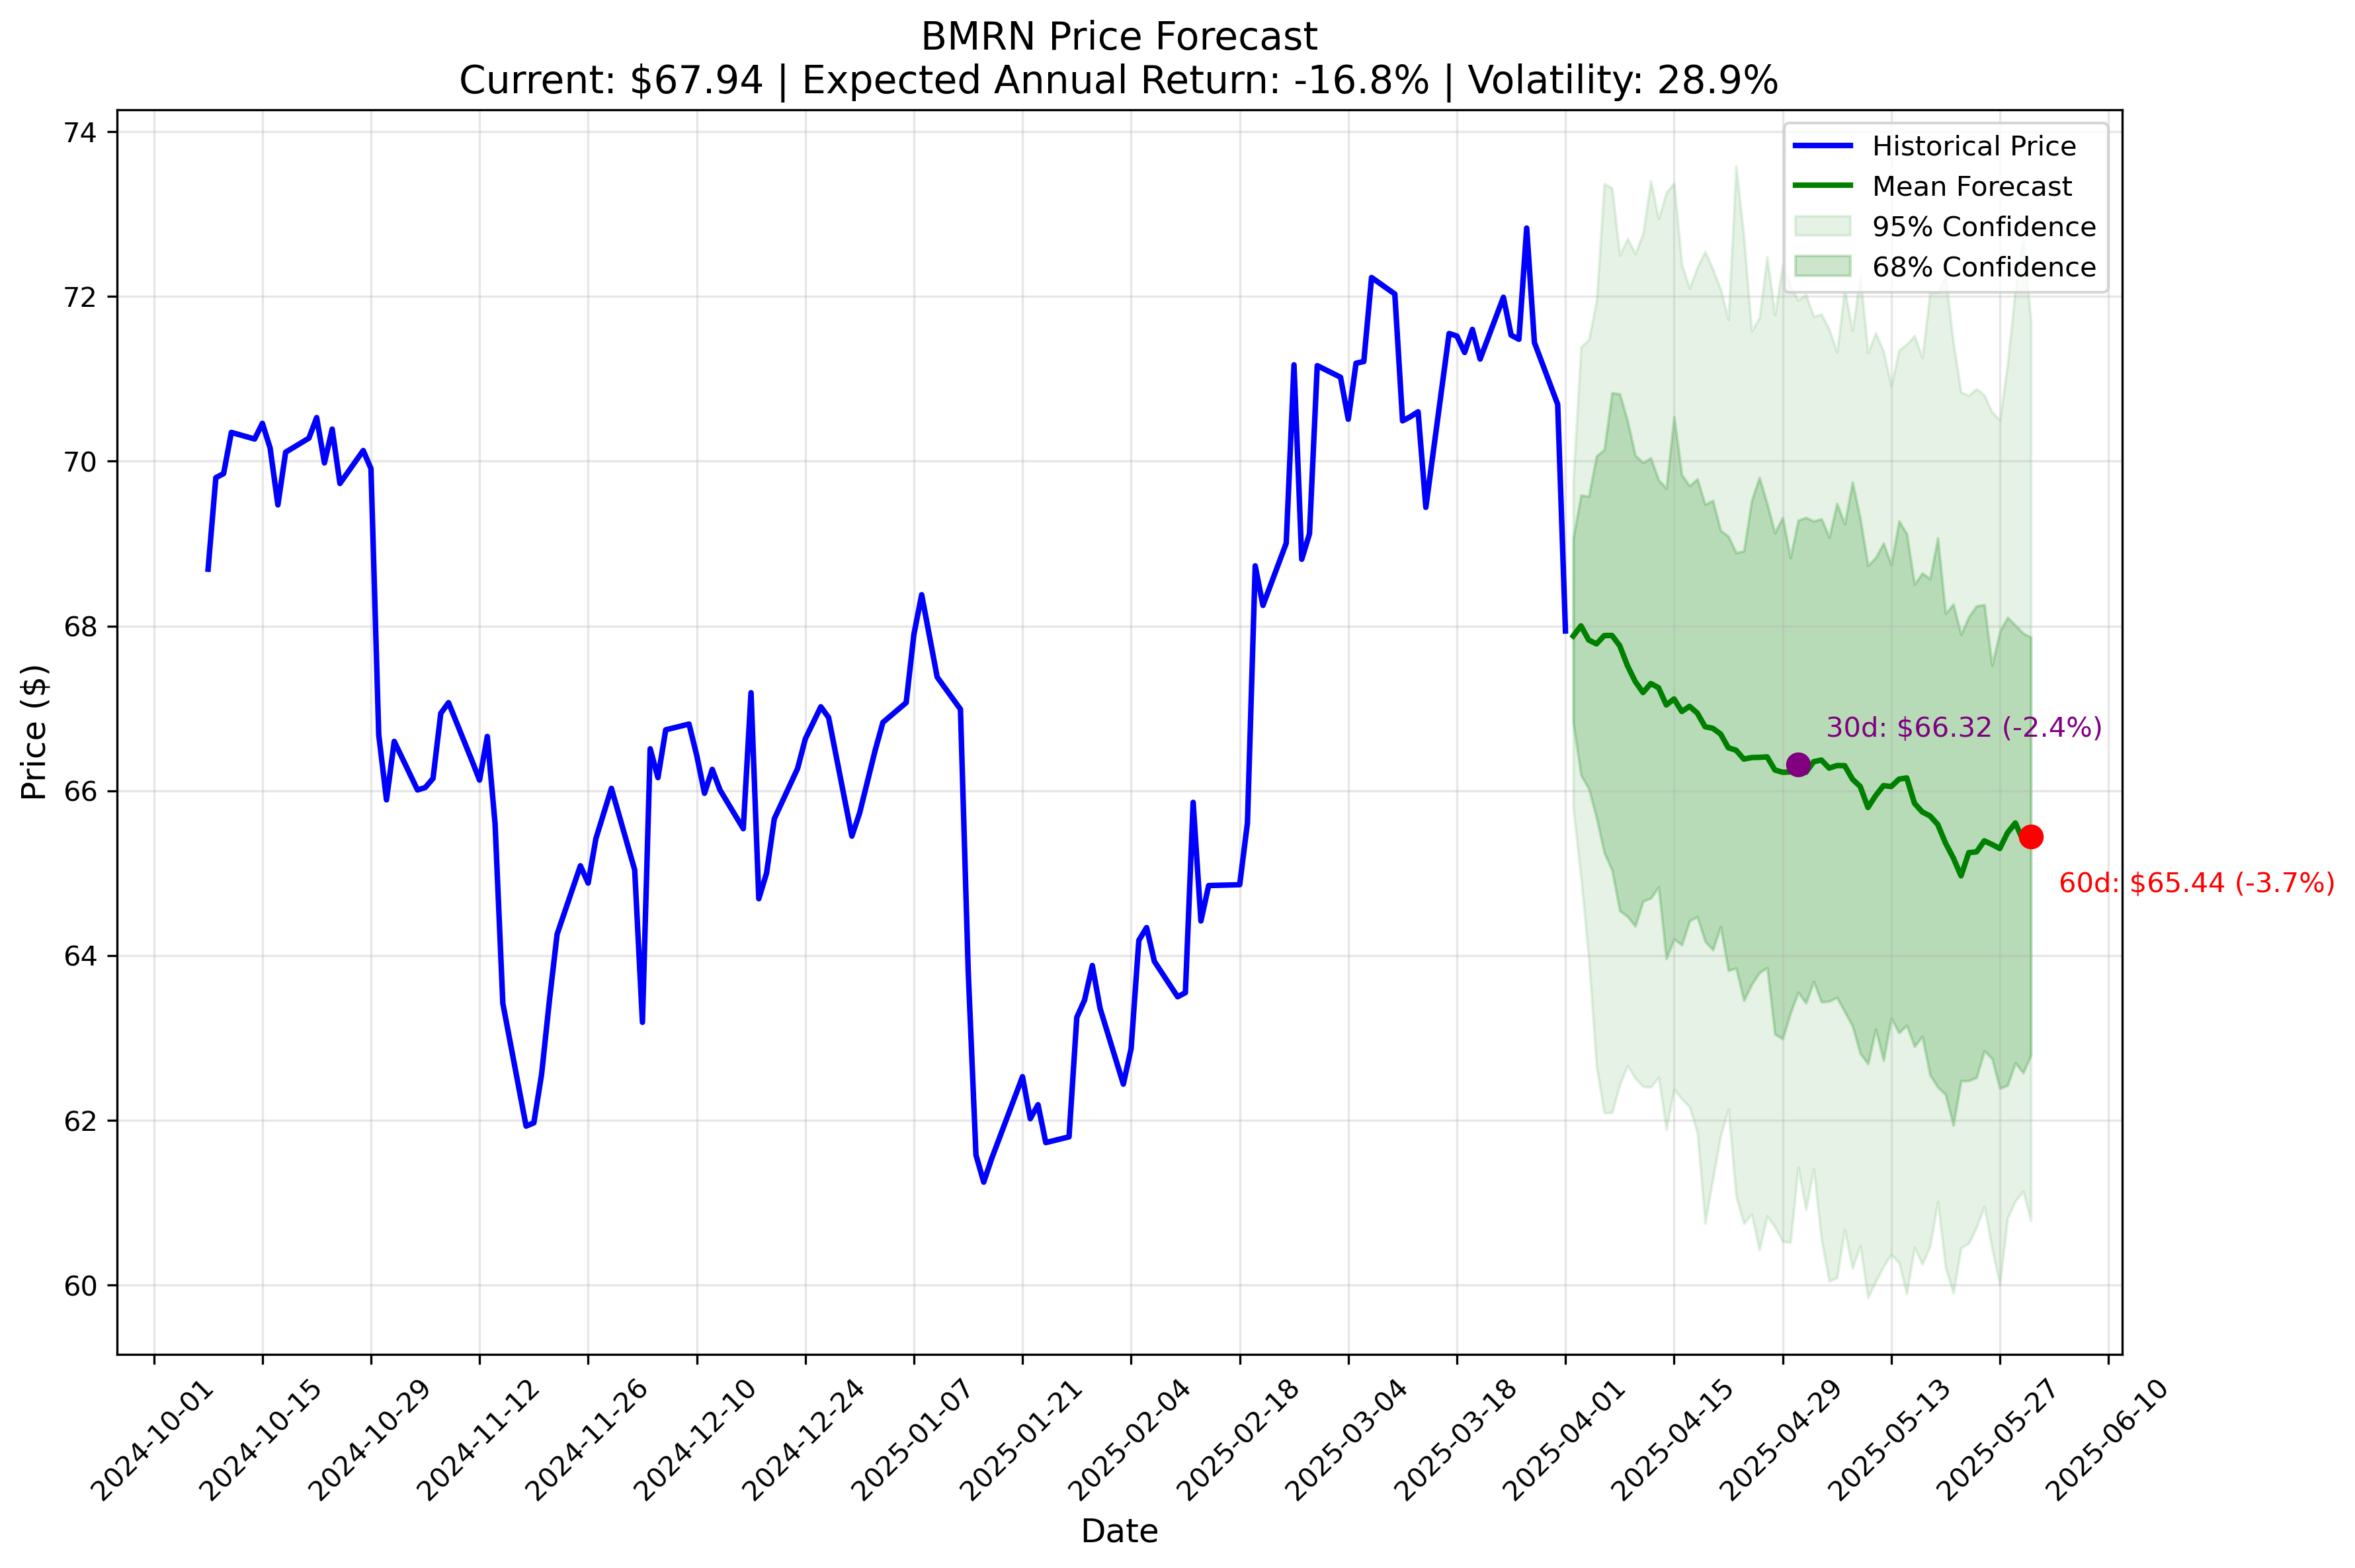 BMRN Price Forecast
Current: $67.94 | Expected Annual Return: -16.8% | Volatility: 28.9%
Price ($)
74
72
70
68
66
64
62
60
Historical Price
Mean Forecast
95% Confidence
68% Confidence
30d: $66.32 (-2.4%)
60d: $65.44 (-3.7%)
2024-10-01
2024-10-15
2024-10-29
2024-11-12
2024-11-26
2024-12-10
2024-12-24
2025-01-07
2025-01-21
2025-02-04
2025-02-18
2025-03-04
2025-03-18
2025-04-01
2025-04-15
2025-04-29
2025-05-13
2025-05-27
2025-06-10
Date